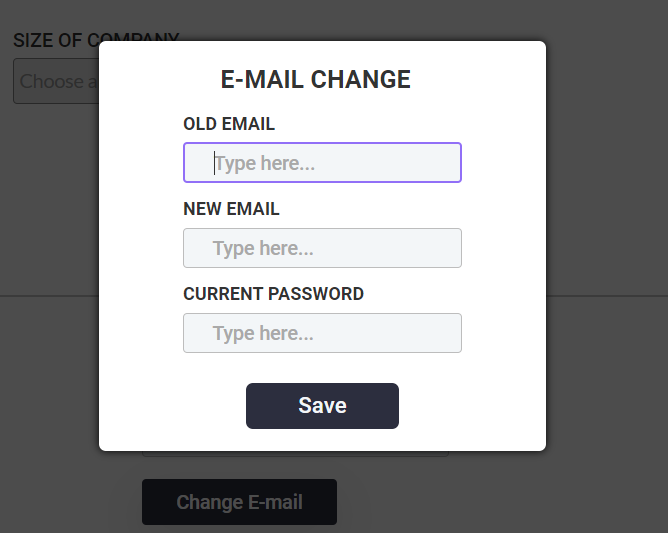 SIZE OF COMPANY
Choose a
E-MAIL CHANGE
OLD EMAIL
Type here...
NEW EMAIL
Type here...
CURRENT PASSWORD
Type here...
Save
Change E-mail